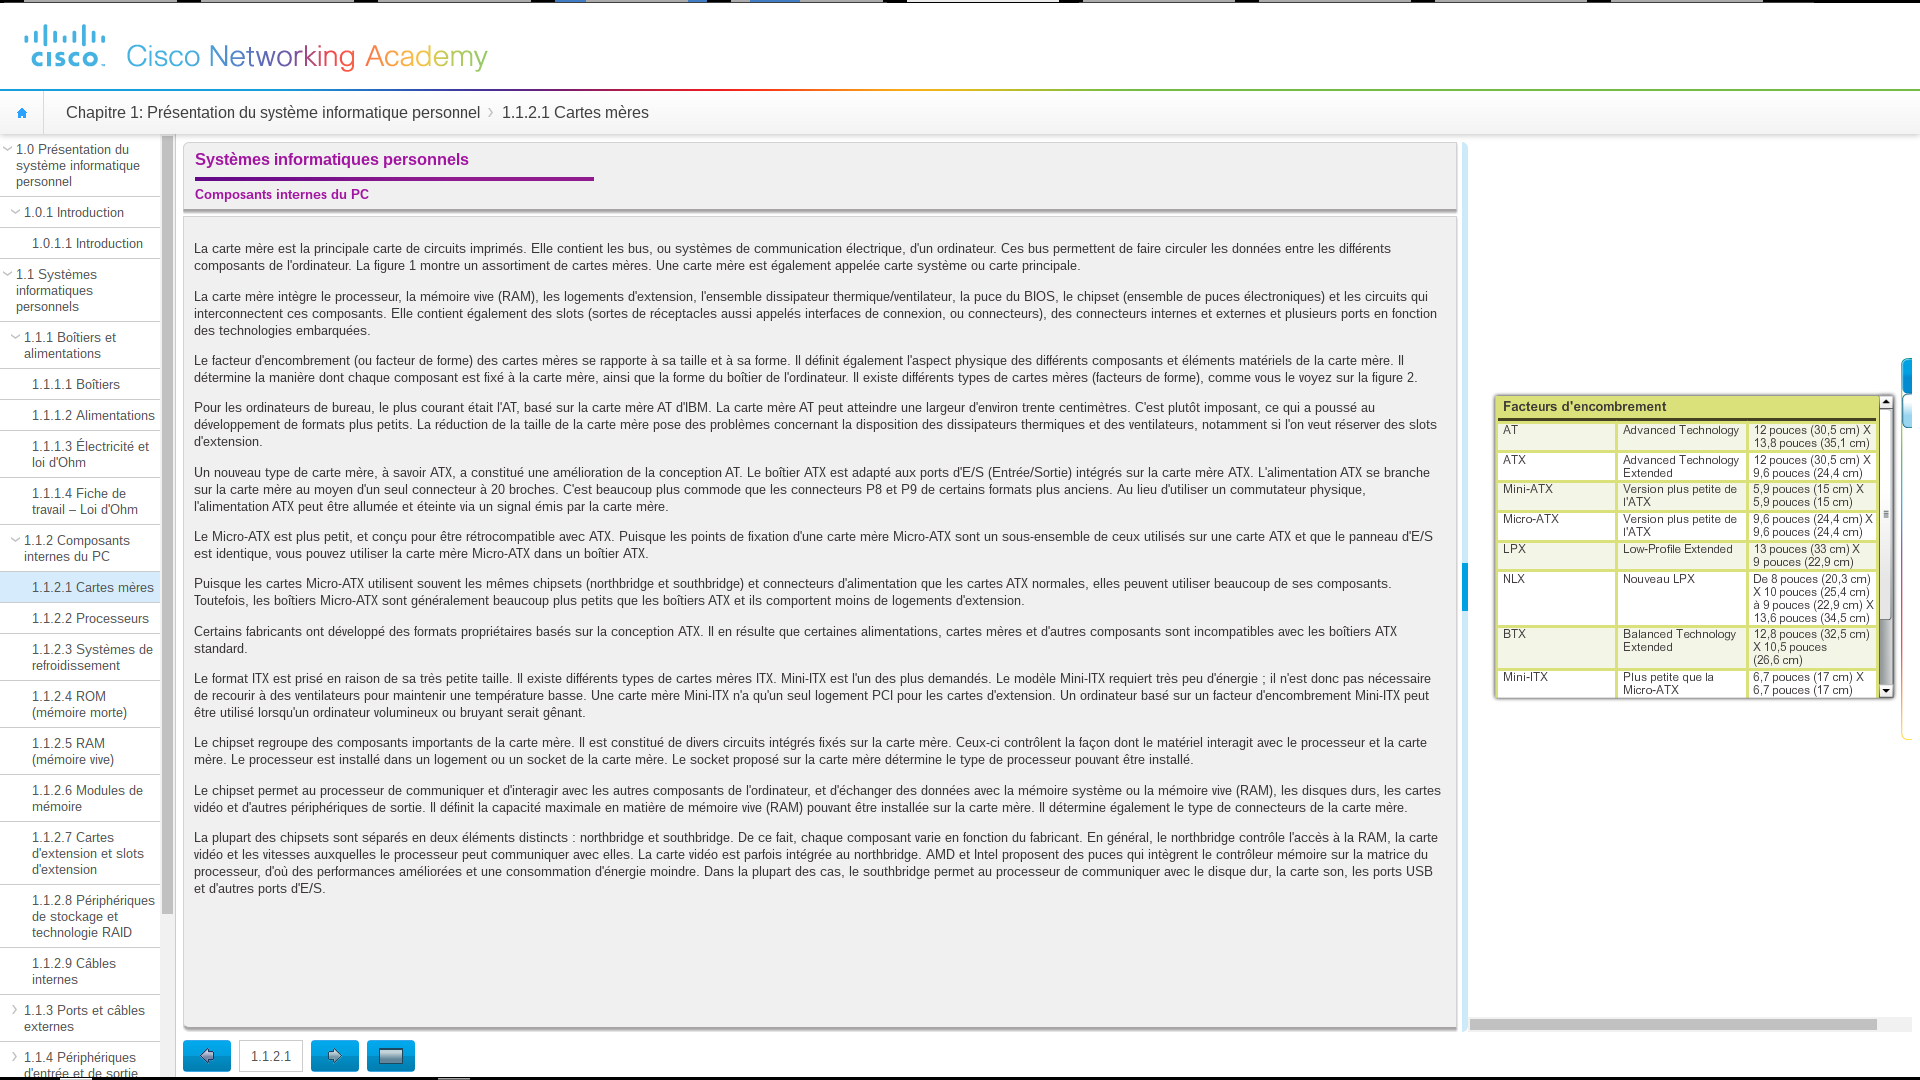 CISCO
Cisco Networking Academy
Chapitre 1: Présentation du système informatique personnel
1.1.2.1 Cartes mères
1.0 Présentation du
système informatique
personnel
1.0.1 Introduction
1.0.1.1 Introduction
1.1 Systèmes
informatiques
personnels
1.1.1 Boîtiers et
alimentations
1.1.1.1 Boîtiers
1.1.1.2 Alimentations
1.1.1.3 Électricité et
loi d'Ohm
1.1.1.4 Fiche de
travail – Loi d'Ohm
1.1.2 Composants
internes du PC
1.1.2.1 Cartes mères
1.1.2.2 Processeurs
1.1.2.3 Systèmes de
refroidissement
1.1.2.4 ROM
(mémoire morte)
1.1.2.5 RAM
(mémoire vive)
1.1.2.6 Modules de
mémoire
1.1.2.7 Cartes
d'extension et slots
d'extension
1.1.2.8 Périphériques
de stockage et
technologie RAID
1.1.2.9 Câbles
internes
1.1.3 Ports et câbles
externes
1.1.4 Périphériques
d'entrée et de sortie
Systèmes informatiques personnels
Composants internes du PC
La carte mère est la principale carte de circuits imprimés. Elle contient les bus, ou systèmes de communication électrique, d'un ordinateur. Ces bus permettent de faire circuler les données entre les différents
composants de l'ordinateur. La figure 1 montre un assortiment de cartes mères. Une carte mère est également appelée carte système ou carte principale.
La carte mère intègre le processeur, la mémoire vive (RAM), les logements d'extension, l'ensemble dissipateur thermique/ventilateur, la puce du BIOS, le chipset (ensemble de puces électroniques) et les circuits qui
interconnectent ces composants. Elle contient également des slots (sortes de réceptacles aussi appelés interfaces de connexion, ou connecteurs), des connecteurs internes et externes et plusieurs ports en fonction
des technologies embarquées.
Le facteur d'encombrement (ou facteur de forme) des cartes mères se rapporte à sa taille et à sa forme. Il définit également l'aspect physique des différents composants et éléments matériels de la carte mère. Il
détermine la manière dont chaque composant est fixé à la carte mère, ainsi que la forme du boîtier de l'ordinateur. Il existe différents types de cartes mères (facteurs de forme), comme vous le voyez sur la figure 2.
Pour les ordinateurs de bureau, le plus courant était l'AT, basé sur la carte mère AT d'IBM. La carte mère AT peut atteindre une largeur d'environ trente centimètres. C'est plutôt imposant, ce qui a poussé au
développement de formats plus petits. La réduction de la taille de la carte mère pose des problèmes concernant la disposition des dissipateurs thermiques et des ventilateurs, notamment si l'on veut réserver des slots
d'extension.
Un nouveau type de carte mère, à savoir ATX, a constitué une amélioration de la conception AT. Le boîtier ATX est adapté aux ports d'E/S (Entrée/Sortie) intégrés sur la carte mère ATX. L'alimentation ATX se branche
sur la carte mère au moyen d'un seul connecteur à 20 broches. C'est beaucoup plus commode que les connecteurs P8 et P9 de certains formats plus anciens. Au lieu d'utiliser un commutateur physique,
l'alimentation ATX peut être allumée et éteinte via un signal émis par la carte mère.
Le Micro-ATX est plus petit, et conçu pour être rétrocompatible avec ATX. Puisque les points de fixation d'une carte mère Micro-ATX sont un sous-ensemble de ceux utilisés sur une carte ATX et que le panneau d'E/S
est identique, vous pouvez utiliser la carte mère Micro-ATX dans un boîtier ATX.
Puisque les cartes Micro-ATX utilisent souvent les mêmes chipsets (northbridge et southbridge) et connecteurs d'alimentation que les cartes ATX normales, elles peuvent utiliser beaucoup de ses composants.
Toutefois, les boîtiers Micro-ATX sont généralement beaucoup plus petits que les boîtiers ATX et ils comportent moins de logements d'extension.
Certains fabricants ont développé des formats propriétaires basés sur la conception ATX. Il en résulte que certaines alimentations, cartes mères et d'autres composants sont incompatibles avec les boîtiers ATX
standard.
Le format ITX est prisé en raison de sa très petite taille. Il existe différents types de cartes mères ITX. Mini-ITX est l'un des plus demandés. Le modèle Mini-ITX requiert très peu d'énergie ; il n'est donc pas nécessaire
de recourir à des ventilateurs pour maintenir une température basse. Une carte mère Mini-ITX n'a qu'un seul logement PCI pour les cartes d'extension. Un ordinateur basé sur un facteur d'encombrement Mini-ITX peut
être utilisé lorsqu'un ordinateur volumineux ou bruyant serait gênant.
Le chipset regroupe des composants importants de la carte mère. Il est constitué de divers circuits intégrés fixés sur la carte mère. Ceux-ci contrôlent la façon dont le matériel interagit avec le processeur et la carte
mère. Le processeur est installé dans un logement ou un socket de la carte mère. Le socket proposé sur la carte mère détermine le type de processeur pouvant être installé.
Le chipset permet au processeur de communiquer et d'interagir avec les autres composants de l'ordinateur, et d'échanger des données avec la mémoire système ou la mémoire vive (RAM), les disques durs, les cartes
vidéo et d'autres périphériques de sortie. Il définit la capacité maximale en matière de mémoire vive (RAM) pouvant être installée sur la carte mère. Il détermine également le type de connecteurs de la carte mère.
La plupart des chipsets sont séparés en deux éléments distincts : northbridge et southbridge. De ce fait, chaque composant varie en fonction du fabricant. En général, le northbridge contrôle l'accès à la RAM, la carte
vidéo et les vitesses auxquelles le processeur peut communiquer avec elles. La carte vidéo est parfois intégrée au northbridge. AMD et Intel proposent des puces qui intègrent le contrôleur mémoire sur la matrice du
processeur, d'où des performances améliorées et une consommation d'énergie moindre. Dans la plupart des cas, le southbridge permet au processeur de communiquer avec le disque dur, la carte son, les ports USB
et d'autres ports d'E/S.
Facteurs d'encombrement
AT
Advanced Technology
12 pouces (30,5 cm) X
13,8 pouces (35,1 cm)
ATX
Advanced Technology
Extended
12 pouces (30,5 cm) X
9,6 pouces (24,4 cm)
Mini-ATX
Version plus petite de
l'ATX
5,9 pouces (15 cm) X
5,9 pouces (15 cm)
Micro-ATX
Version plus petite de
l'ATX
9,6 pouces (24,4 cm) X
9,6 pouces (24,4 cm)
LPX
Low-Profile Extended
13 pouces (33 cm) X
9 pouces (22,9 cm)
NLX
Nouveau LPX
De 8 pouces (20,3 cm)
X 10 pouces (25,4 cm)
à 9 pouces (22,9 cm) X
13,6 pouces (34,5 cm)
BTX
Balanced Technology
Extended
12,8 pouces (32,5 cm)
X 10,5 pouces
(26,6 cm)
Mini-ITX
Plus petite que la
Micro-ATX
6,7 pouces (17 cm) X
6,7 pouces (17 cm)
1.1.2.1